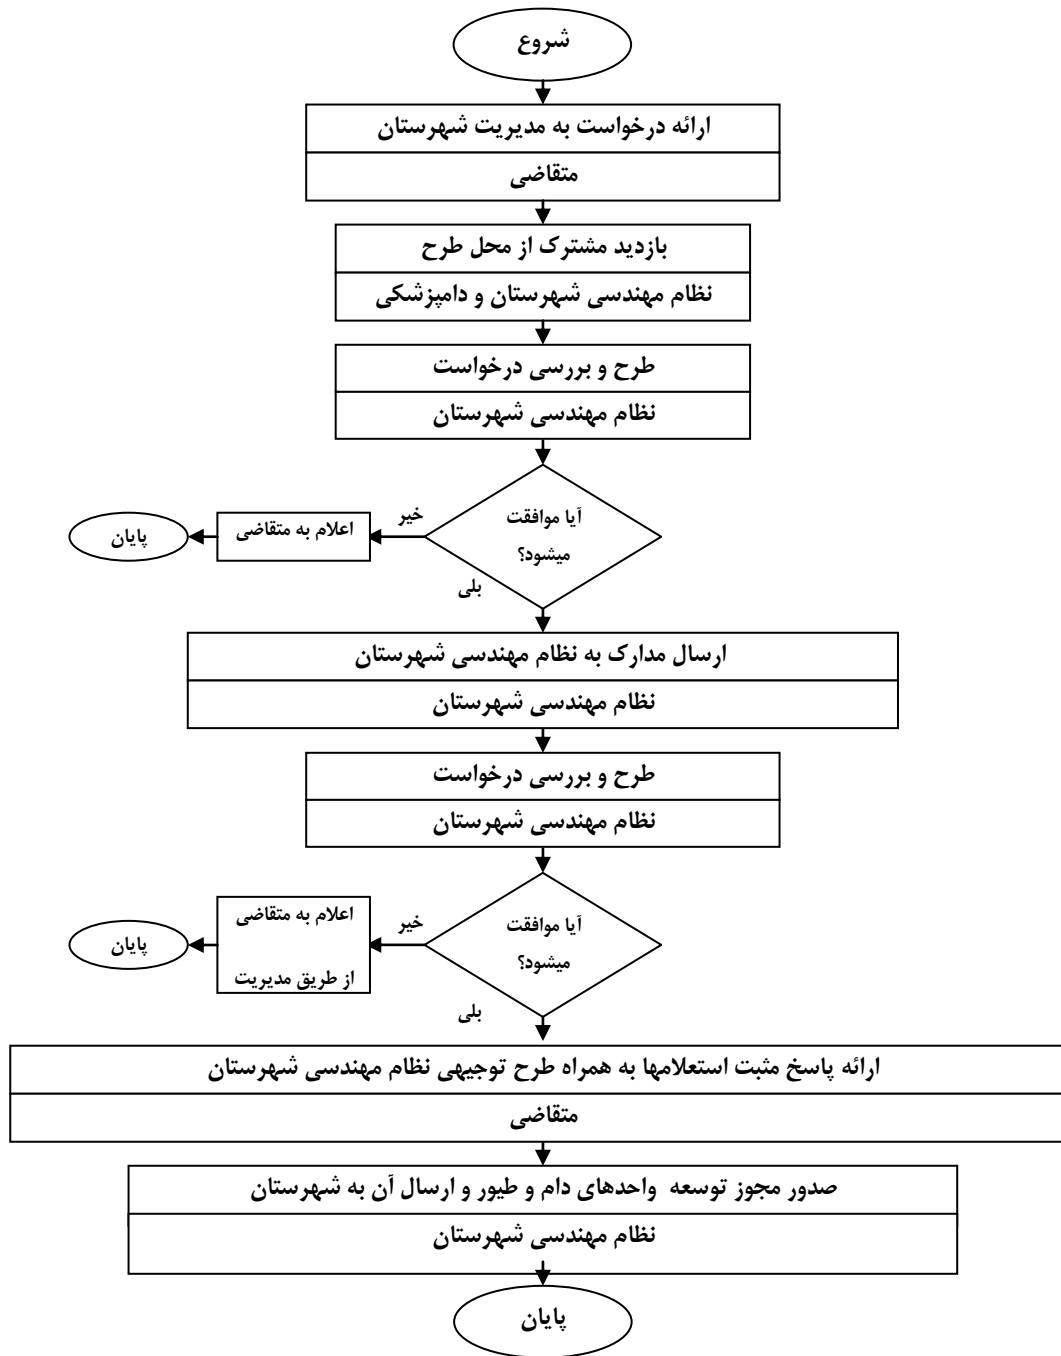 شروع
ارائه درخواست به مدیریت شهرستان
متقاضی
بازدید مشترک از محل طرح
نظام مهندسی شهرستان و دامپزشکی
طرح و بررسی درخواست
نظام مهندسی شهرستان
آیا موافقت
میشود؟
خیر
اعلام به متقاضی
پایان
بلی
ارسال مدارک به نظام مهندسی شهرستان
نظام مهندسی شهرستان
طرح و بررسی درخواست
نظام مهندسی شهرستان
آیا موافقت
میشود؟
خیر
اعلام به متقاضی
از طریق مدیریت
پایان
بلی
ارائه پاسخ مثبت استعلامها به همراه طرح توجیهی نظام مهندسی شهرستان
متقاضی
صدور مجوز توسعه واحدهای دام و طیور و ارسال آن به شهرستان
نظام مهندسی شهرستان
پایان